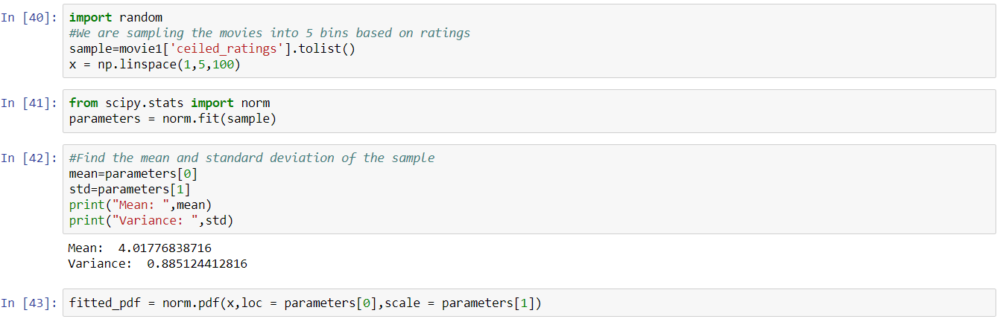 In [40]: import random
#We are sampling the movies into 5 bins based on ratings
sample=movie1['ceiled_ratings'].tolist()
x = np.linspace(1,5,100)
In [41]: from scipy.stats import norm
parameters = norm.fit(sample)
In [42]: #Find the mean and standard deviation of the sample
mean=parameters[0]
std=parameters[1]
print("Mean: ",mean)
print("Variance: ",std)
Mean:  4.01776838716
Variance:  0.885124412816
In [43]: fitted_pdf = norm.pdf(x,loc = parameters[0],scale = parameters[1])